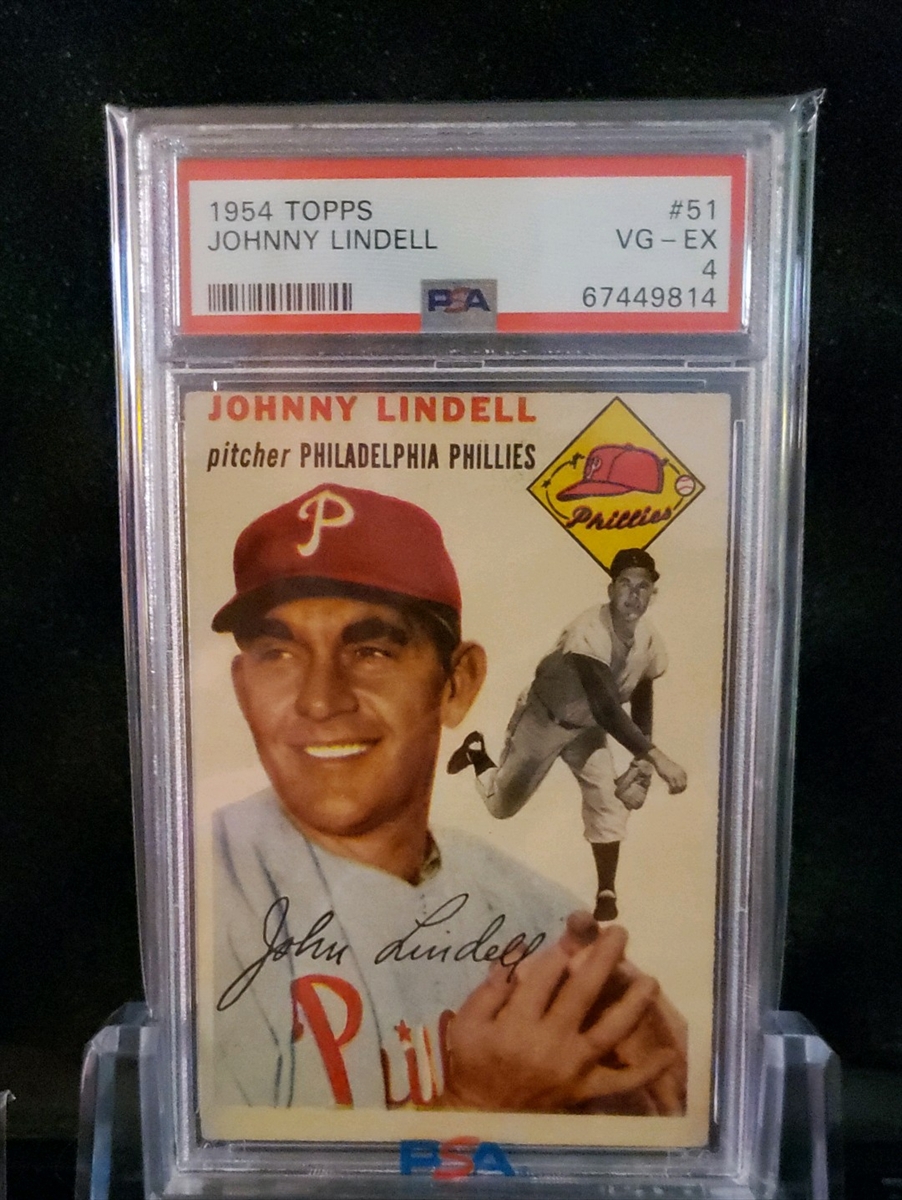 1954 TOPPS #51
JOHNNY LINDELL VG-EX
4
PSA 67449814
JOHNNY LINDELL
pitcher PHILADELPHIA PHILLIES
P
Phillies
P
John Lindell
Phil
PSA